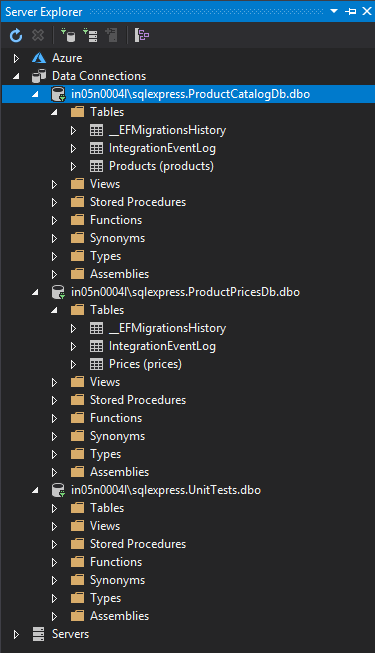 Server Explorer
Azure
Data Connections
in05n0004l\sqlexpress.ProductCatalogDb.dbo
Tables
__EFMigrationsHistory
IntegrationEventLog
Products (products)
Views
Stored Procedures
Functions
Synonyms
Types
Assemblies
in05n0004l\sqlexpress.ProductPricesDb.dbo
Tables
__EFMigrationsHistory
IntegrationEventLog
Prices (prices)
Views
Stored Procedures
Functions
Synonyms
Types
Assemblies
in05n0004l\sqlexpress.UnitTests.dbo
Tables
Views
Stored Procedures
Functions
Synonyms
Types
Assemblies
Servers